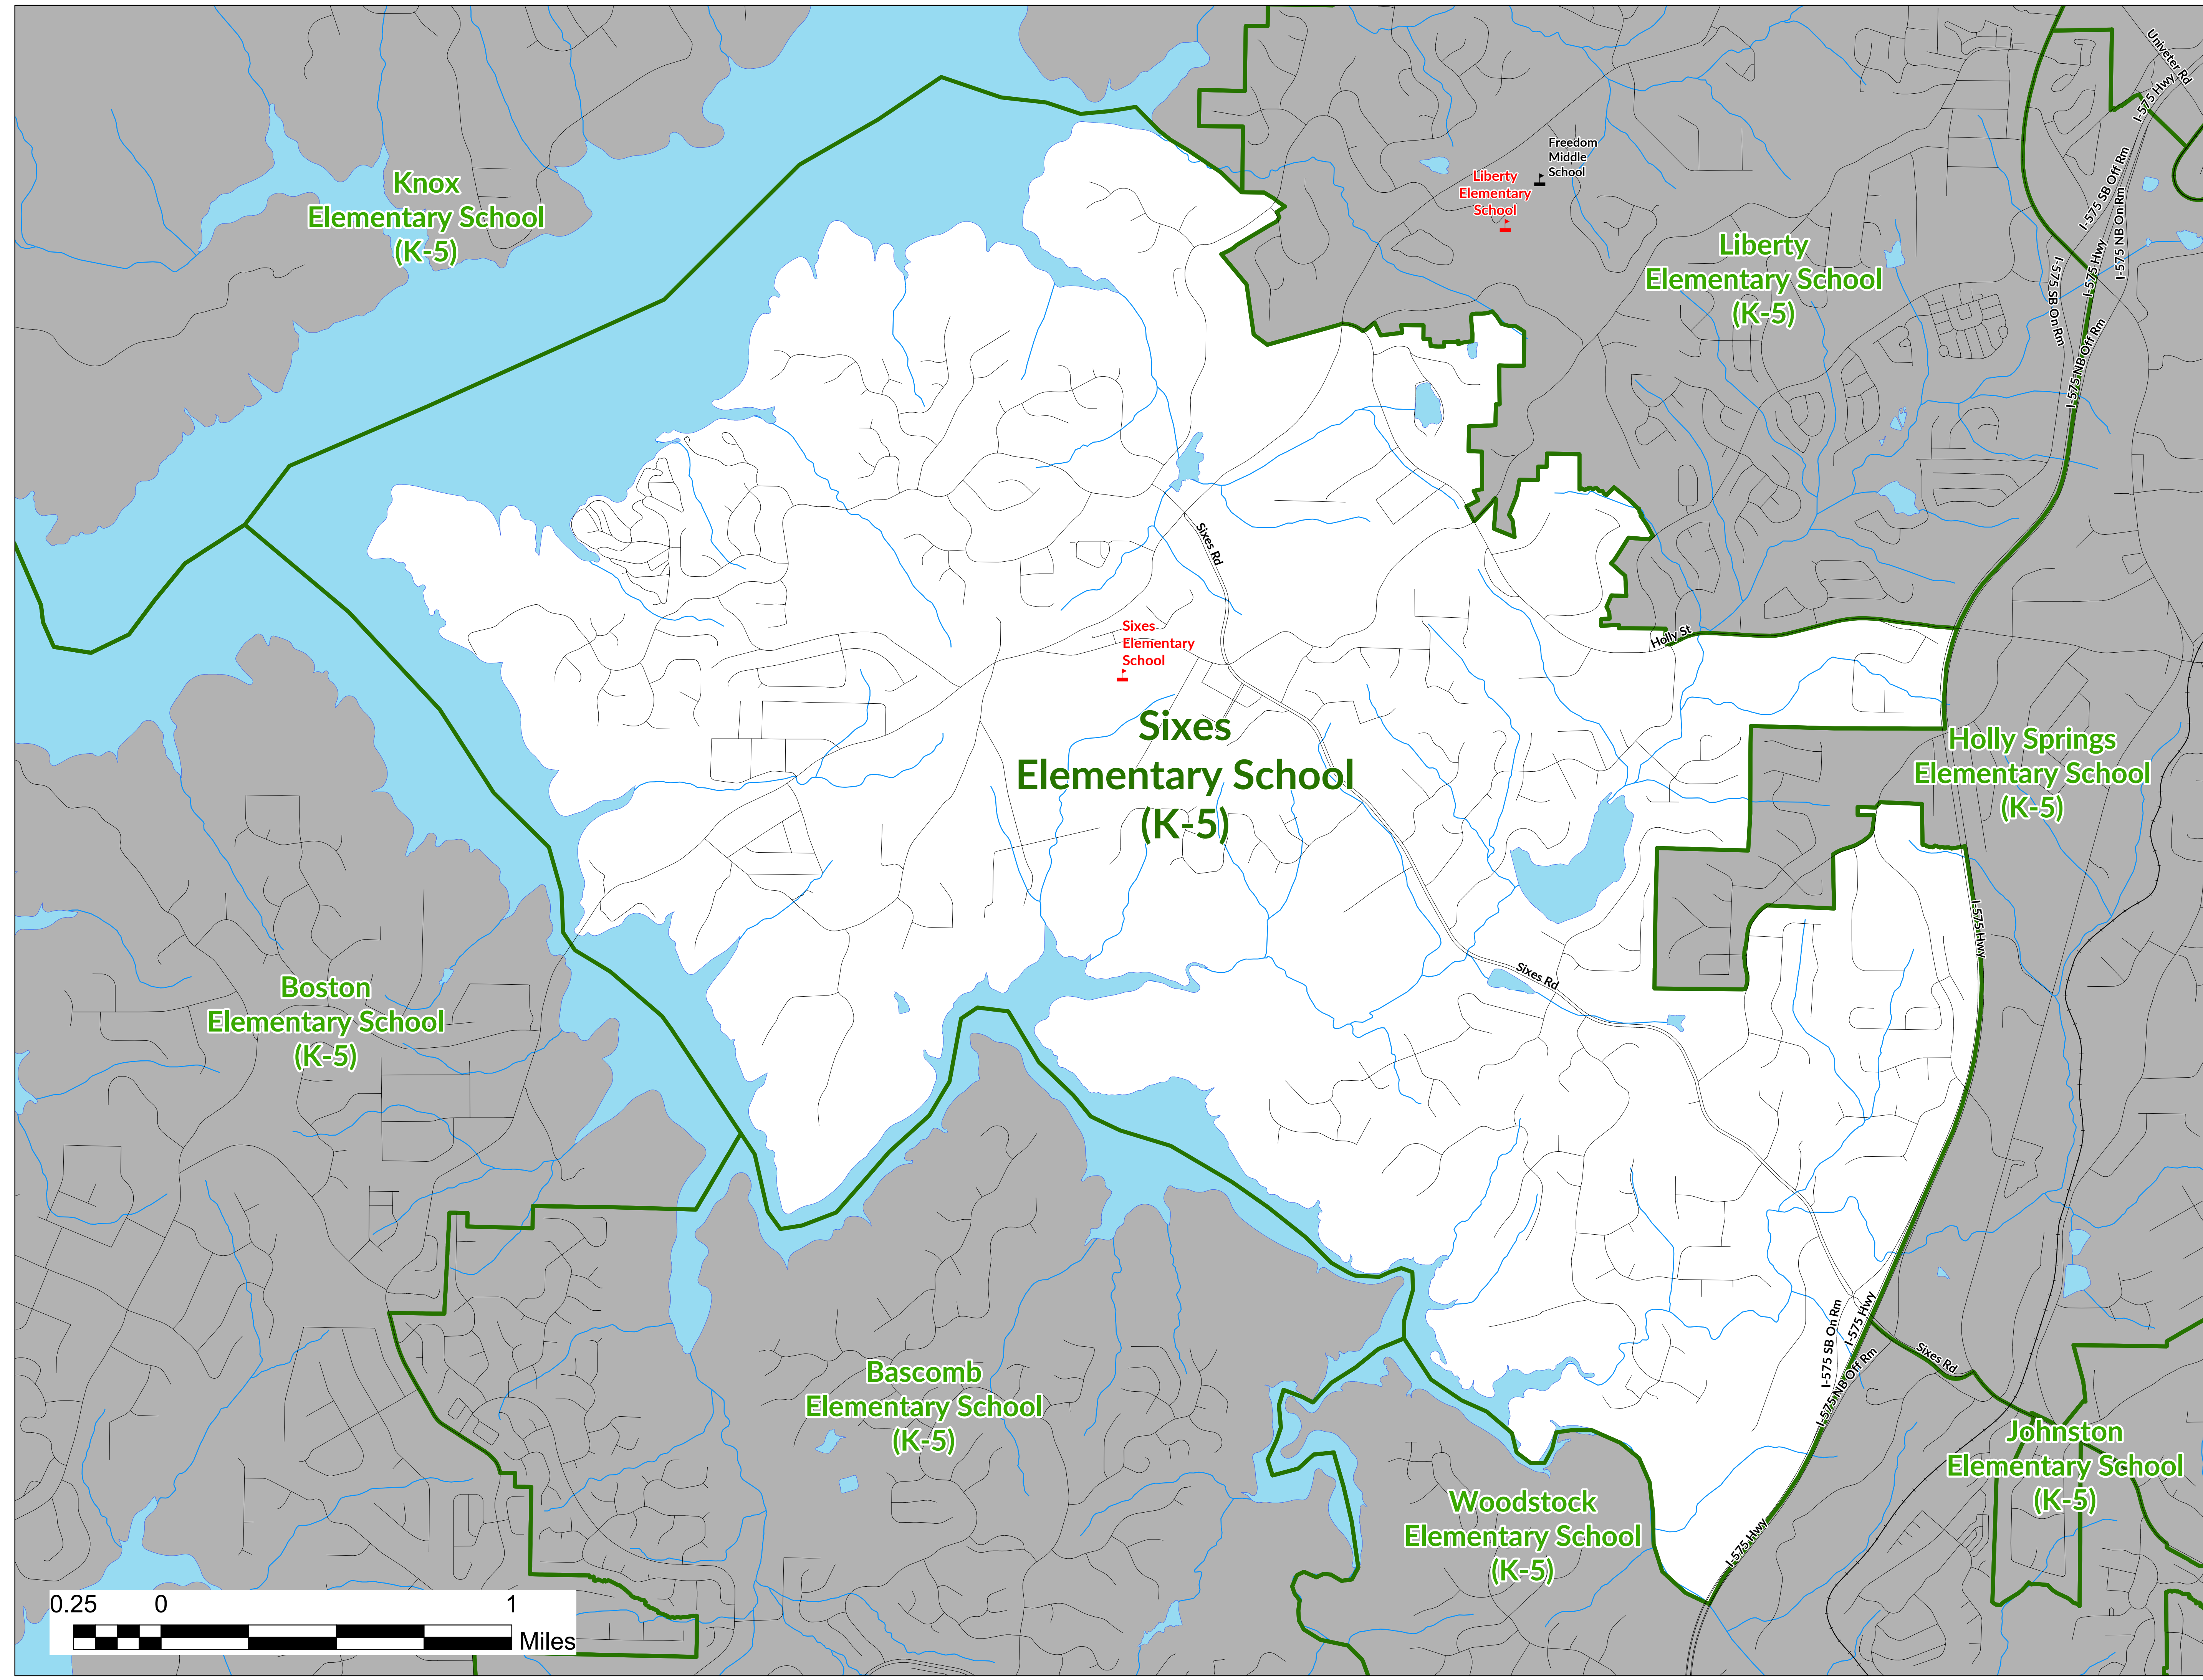 Univeter Rd
I-575 Hwy
Freedom
Middle
School
Liberty
Elementary
School
I-575 SB Off Rm
I-575 NB On Rm
Knox
Elementary School
(K-5)
Liberty
Elementary School
(K-5)
I-575 Hwy
I-575 SB On Rm
I-575 NB Off Rm
Sixes Rd
Sixes
Elementary
School
Holly St
Sixes
Elementary School
(K-5)
Holly Springs
Elementary School
(K-5)
I-575 Hwy
Sixes Rd
Boston
Elementary School
(K-5)
I-575 SB On Rm
I-575 Hwy
I-575 NB Off Rm
Sixes Rd
Bascomb
Elementary School
(K-5)
Johnston
Elementary School
(K-5)
Woodstock
Elementary School
(K-5)
I-575 Hwy
0.25 0 1
Miles